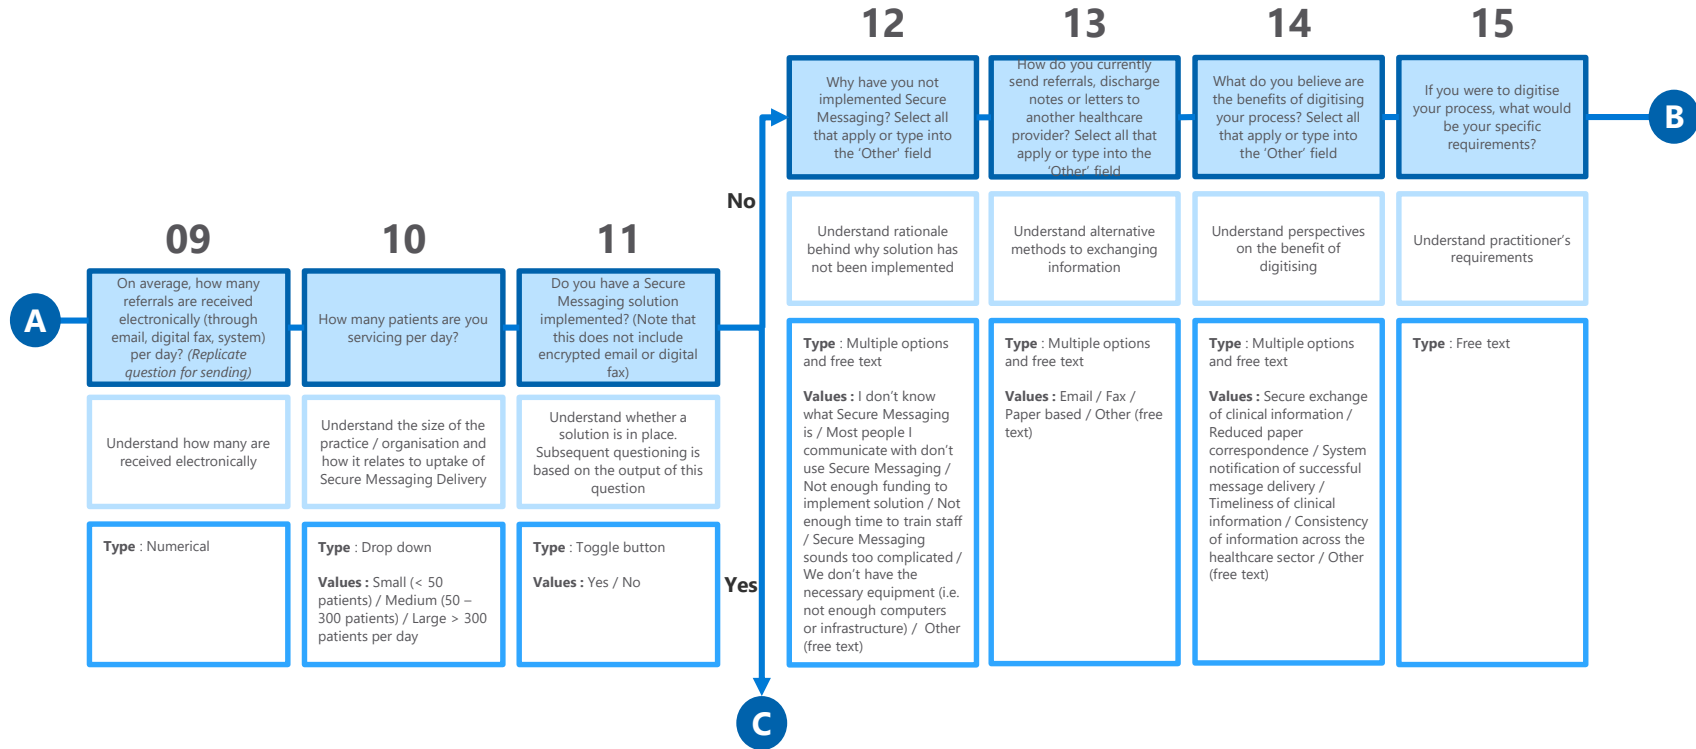 12
13
14
15
Why have you not
implemented Secure
Messaging? Select all
that apply or type into
the ‘Other’ field
How do you currently
send referrals, discharge
notes or letters to
another healthcare
provider? Select all that
apply or type into the
‘Other’ field
What do you believe are
the benefits of digitising
your process? Select all
that apply or type into
the ‘Other’ field
If you were to digitise
your process, what would
be your specific
requirements?
B
No
Understand rationale
behind why solution has
not been implemented
Understand alternative
methods to exchanging
information
Understand perspectives
on the benefit of
digitising
Understand practitioner’s
requirements
09
10
11
A
On average, how many
referrals are received
electronically (through
email, digital fax, system)
per day? (Replicate
question for sending)
How many patients are you
servicing per day?
Do you have a Secure
Messaging solution
implemented? (Note that
this does not include
encrypted email or digital
fax)
Understand how many are
received electronically
Understand the size of the
practice / organisation and
how it relates to uptake of
Secure Messaging Delivery
Understand whether a
solution is in place.
Subsequent questioning is
based on the output of this
question
Type : Numerical
Type : Drop down
Values : Small (< 50
patients) / Medium (50 –
300 patients) / Large > 300
patients per day
Type : Toggle button
Values : Yes / No
Yes
Type : Multiple options
and free text
Values : I don’t know
what Secure Messaging
is / Most people I
communicate with don’t
use Secure Messaging /
Not enough funding to
implement solution / Not
enough time to train staff
/ Secure Messaging
sounds too complicated /
We don’t have the
necessary equipment (i.e.
not enough computers
or infrastructure) / Other
(free text)
Type : Multiple options
and free text
Values : Email / Fax /
Paper based / Other (free
text)
Type : Multiple options
and free text
Values : Secure exchange
of clinical information /
Reduced paper
correspondence / System
notification of successful
message delivery /
Timeliness of clinical
information / Consistency
of information across the
healthcare sector / Other
(free text)
Type : Free text
C